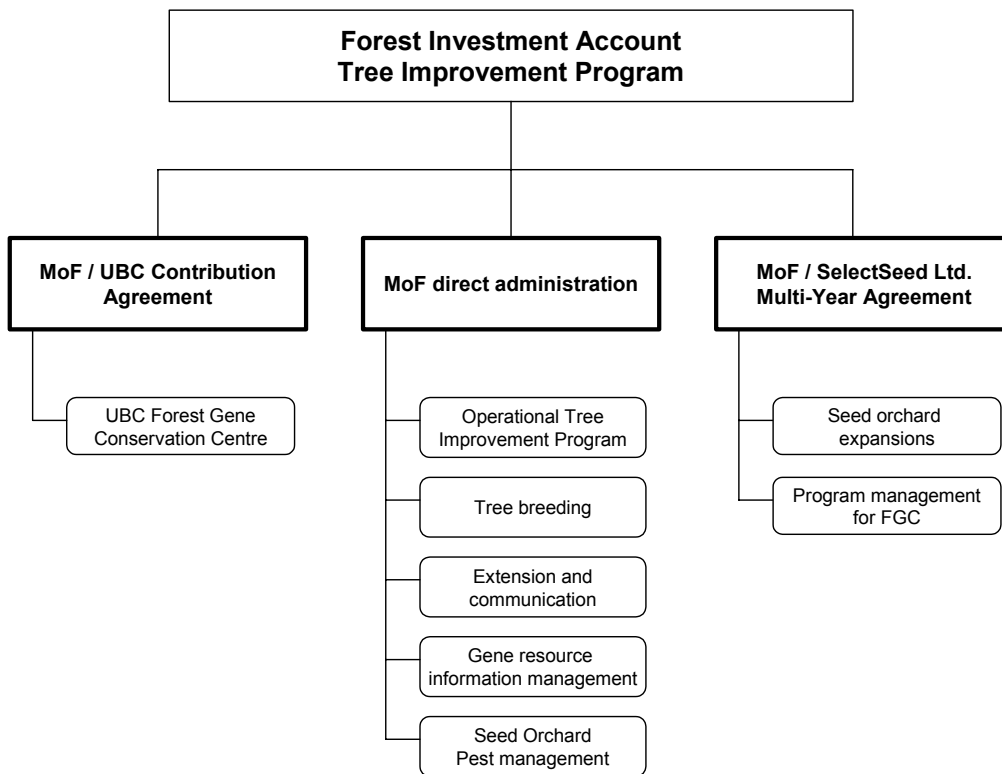 Forest Investment Account
Tree Improvement Program
MoF / UBC Contribution
Agreement
MoF direct administration
MoF / SelectSeed Ltd.
Multi-Year Agreement
UBC Forest Gene
Conservation Centre
Operational Tree
Improvement Program
Tree breeding
Extension and
communication
Gene resource
information management
Seed Orchard
Pest management
Seed orchard
expansions
Program management
for FGC